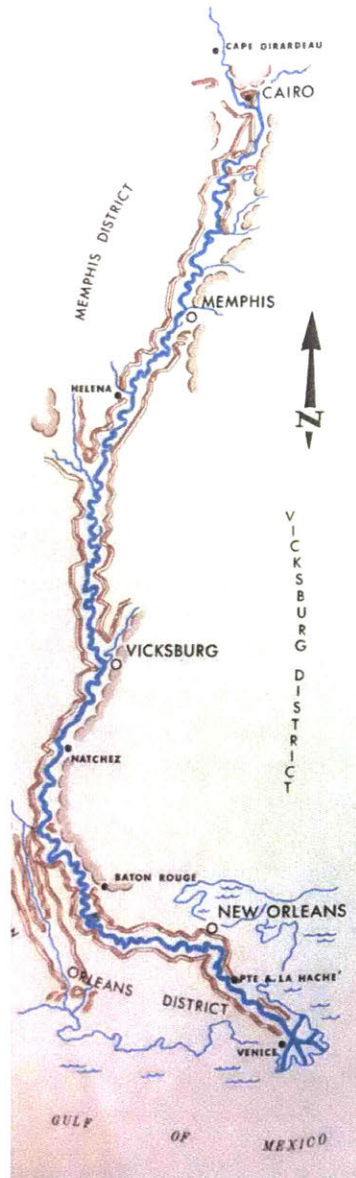 CAPE GIRARDEAU
CAIRO
MEMPHIS DISTRICT
MEMPHIS
HELENA
N
VICKSBURG DISTRICT
VICKSBURG
NATCHEZ
BATON ROUGE
NEW ORLEANS
PTE A LA HACHE
ORLEANS
DISTRICT
VENICE
GULF OF MEXICO